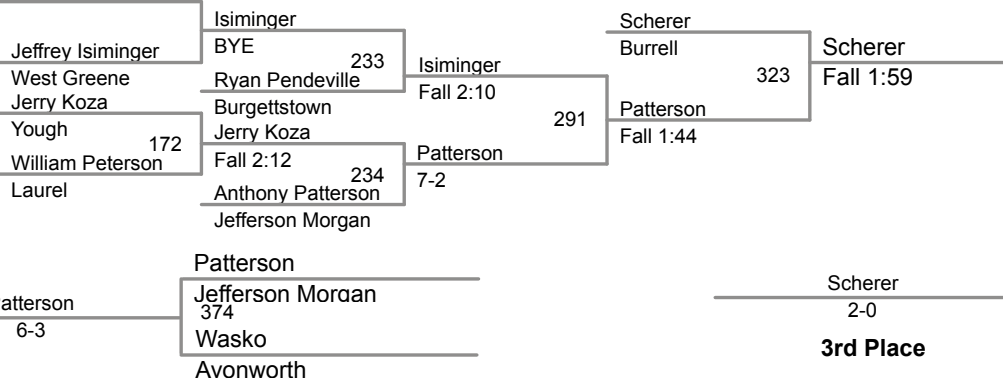 Isiminger
BYE
Jeffrey Isiminger
West Greene
233
Ryan Pendeville
Burgettstown
Isiminger
Fall 2:10
Jerry Koza
Yough
172
William Peterson
Laurel
Jerry Koza
Fall 2:12
234
Anthony Patterson
Jefferson Morgan
Patterson
7-2
291
Scherer
Burrell
323
Patterson
Fall 1:44
Scherer
Fall 1:59
Patterson
Jefferson Morgan
374
Wasko
Avonworth
atterson
6-3
Scherer
2-0
3rd Place